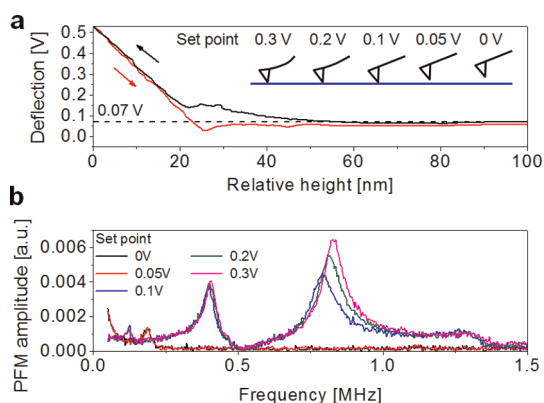 a
Set point 0.3 V 0.2 V 0.1 V 0.05 V 0 V
Deflection [V]
0.5
0.4
0.3
0.2
0.1
0.0
0.07 V
0 20 40 60 80 100
Relative height [nm]
b
PFM amplitude [a.u.]
0.006
0.004
0.002
0.000
Set point
0V
0.05V
0.1V
0.2V
0.3V
0.5 1.0 1.5
Frequency [MHz]